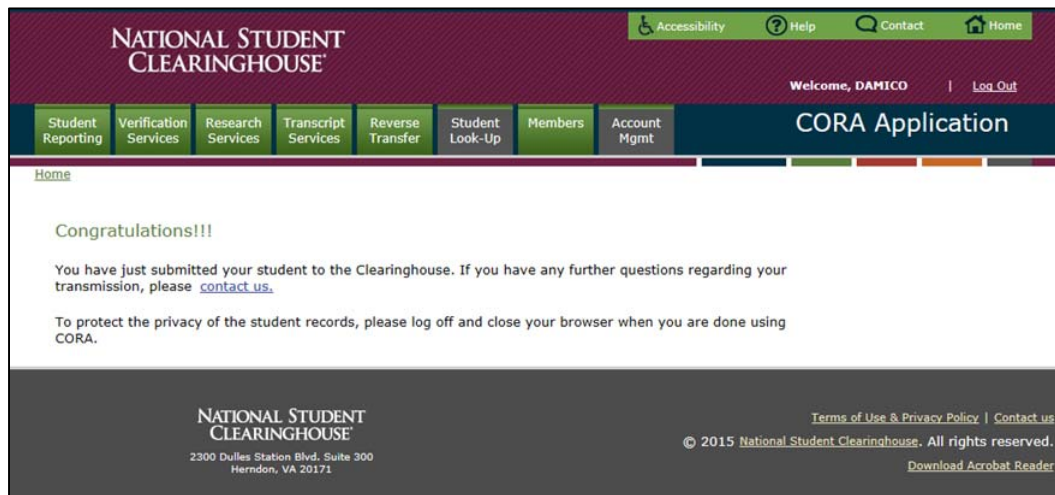 NATIONAL STUDENT
CLEARINGHOUSE®
Accessibility Help Contact Home
Welcome, DAMICO | Log Out
Student Reporting Verification Services Research Services Transcript Services Reverse Transfer Student Look-Up Members Account Mgmt
CORA Application
Home
Congratulations!!!
You have just submitted your student to the Clearinghouse. If you have any further questions regarding your
transmission, please contact us.
To protect the privacy of the student records, please log off and close your browser when you are done using
CORA.
NATIONAL STUDENT
CLEARINGHOUSE®
2300 Dulles Station Blvd. Suite 300
Herndon, VA 20171
Terms of Use & Privacy Policy | Contact us
© 2015 National Student Clearinghouse. All rights reserved.
Download Acrobat Reader